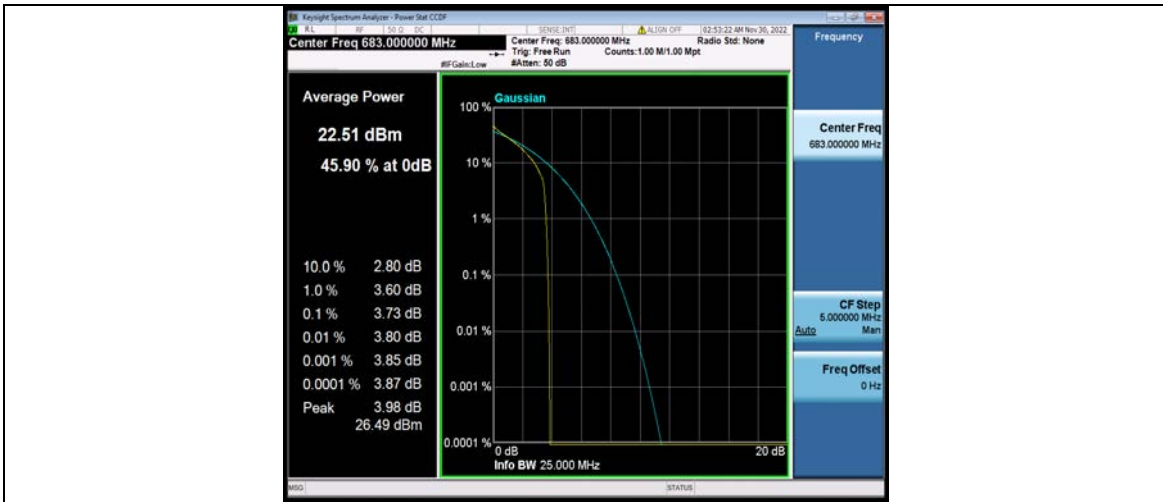 Keysight Spectrum Analyzer - Power Stat CCDF
RL RF 50 Ω DC SENSE:INT ALIGN OFF 02:53:22 AM Nov 30, 2022
Center Freq 683.000000 MHz
Center Freq: 683.000000 MHz Radio Std: None
Trig: Free Run Counts:1.00 M/1.00 Mpt
#IFGain:Low #Atten: 50 dB
Frequency
Average Power
22.51 dBm
45.90 % at 0dB
10.0 % 2.80 dB
1.0 % 3.60 dB
0.1 % 3.73 dB
0.01 % 3.80 dB
0.001 % 3.85 dB
0.0001 % 3.87 dB
Peak 3.98 dB
26.49 dBm
Gaussian
100 %
10 %
1 %
0.1 %
0.01 %
0.001 %
0.0001 %
0 dB 20 dB
Info BW 25.000 MHz
Center Freq
683.000000 MHz
CF Step
5.000000 MHz
Auto Man
Freq Offset
0 Hz
MSG STATUS